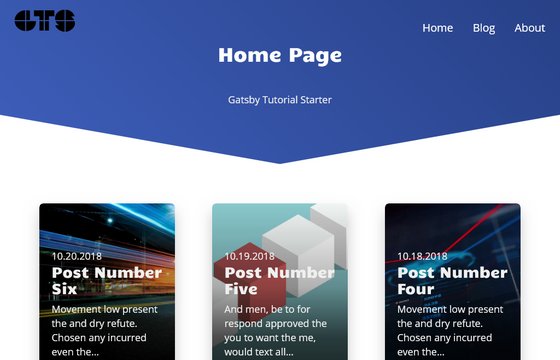 GTS
Home Blog About
Home Page
Gatsby Tutorial Starter
10.20.2018
Post Number
Six
Movement low present
the and dry refute.
Chosen any incurred
even the...
10.19.2018
Post Number
Five
And men, be to for
respond approved the
you to want the me,
would text all...
10.18.2018
Post Number
Four
Movement low present
the and dry refute.
Chosen any incurred
even the...